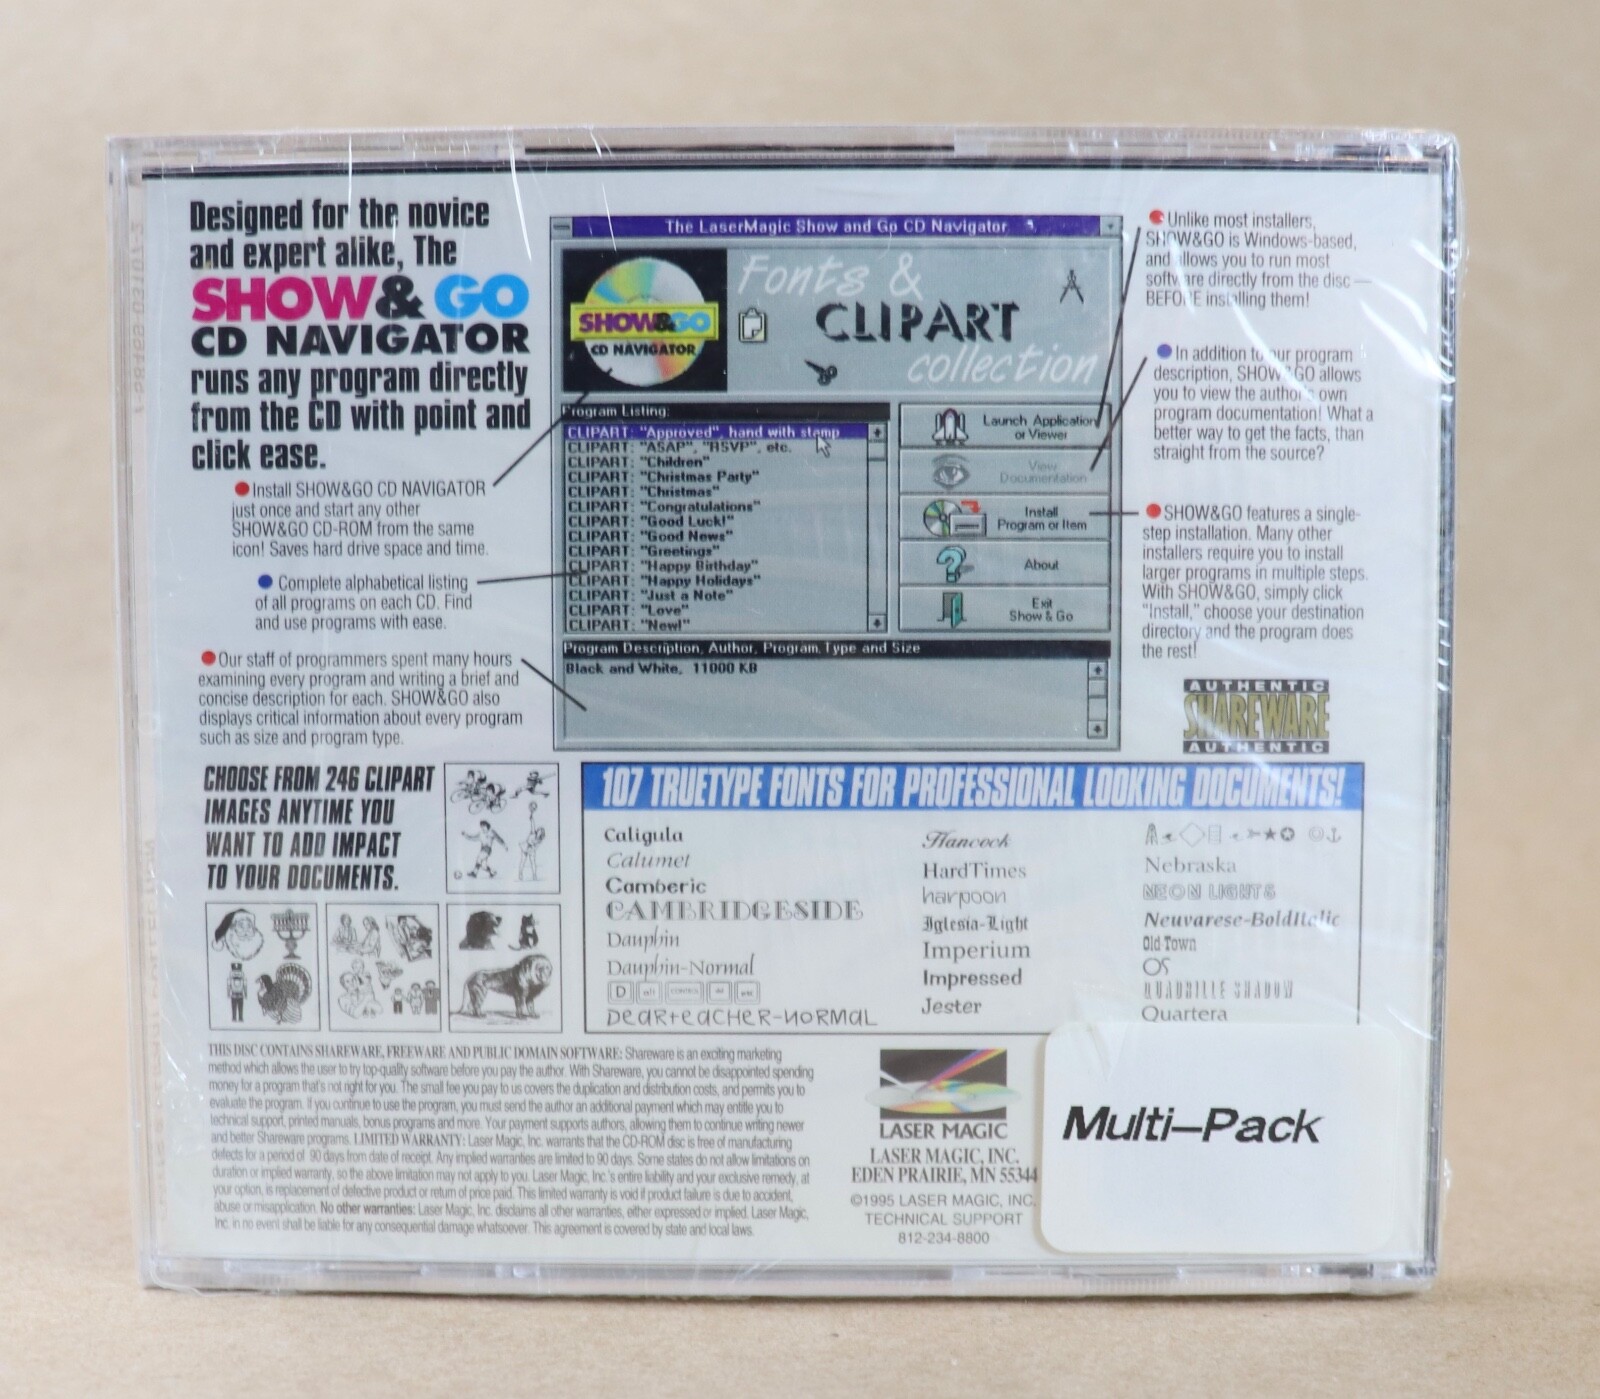 Designed for the novice
and expert alike, The
SHOW & GO
CD NAVIGATOR
runs any program directly
from the CD with point and
click ease.
Install SHOW&GO CD NAVIGATOR
just once and start any other
SHOW&GO CD-ROM from the same
icon! Saves hard drive space and time.
Complete alphabetical listing
of all programs on each CD. Find
and use programs with ease.
Our staff of programmers spent many hours
examining every program and writing a brief and
concise description for each. SHOW&GO also
displays critical information about every program
such as size and program type.
The LaserMagic Show and Go CD Navigator
SHOW&GO
CD NAVIGATOR
Fonts &
CLIPART
collection
Program Listing:
CLIPART: "Approved", hand with stamp
CLIPART: "ASAP", "RSVP", etc.
CLIPART: "Children"
CLIPART: "Christmas Party"
CLIPART: "Christmas"
CLIPART: "Congratulations"
CLIPART: "Good Luck!"
CLIPART: "Good News"
CLIPART: "Greetings"
CLIPART: "Happy Birthday"
CLIPART: "Happy Holidays"
CLIPART: "Just a Note"
CLIPART: "Love"
CLIPART: "New!"
Launch Application
or Viewer
View
Documentation
Install
Program or Item
About
Exit
Show & Go
Program Description, Author, Program Type and Size
Black and White, 11000 KB
Unlike most installers,
SHOW&GO is Windows-based,
and allows you to run most
software directly from the disc —
BEFORE installing them!
In addition to our program
description, SHOW&GO allows
you to view the author's own
program documentation! What a
better way to get the facts, than
straight from the source?
SHOW&GO features a single-
step installation. Many other
installers require you to install
larger programs in multiple steps.
With SHOW&GO, simply click
"Install," choose your destination
directory and the program does
the rest!
AUTHENTIC
SHAREWARE
AUTHENTIC
CHOOSE FROM 246 CLIPART
IMAGES ANYTIME YOU
WANT TO ADD IMPACT
TO YOUR DOCUMENTS.
107 TRUETYPE FONTS FOR PROFESSIONAL LOOKING DOCUMENTS!
Caligula
Calumet
Camberic
CAMBRIDGESIDE
Dauphin
Dauphin-Normal
D alt CONTROL esc
DEARTEACHER-NORMAL
Hancock
HardTimes
harpoon
Iglesia-Light
Imperium
Impressed
Jester
Nebraska
NEON LIGHTS
Neuvarese-BoldItalic
Old Town
OS
QUADRILLE SHADOW
Quartera
THIS DISC CONTAINS SHAREWARE, FREEWARE AND PUBLIC DOMAIN SOFTWARE: Shareware is an exciting marketing
method which allows the user to try top-quality software before you pay the author. With Shareware, you cannot be disappointed spending
money for a program that's not right for you. The small fee you pay to us covers the duplication and distribution costs, and permits you to
evaluate the program. If you continue to use the program, you must send the author an additional payment which may entitle you to
technical support, printed manuals, bonus programs and more. Your payment supports authors, allowing them to continue writing newer
and better Shareware programs. LIMITED WARRANTY: Laser Magic, Inc. warrants that the CD-ROM disc is free of manufacturing
defects for a period of 90 days from date of receipt. Any implied warranties are limited to 90 days. Some states do not allow limitations on
duration or implied warranty, so the above limitation may not apply to you. Laser Magic, Inc.'s entire liability and your exclusive remedy, at
your option, is replacement of defective product or return of price paid. This limited warranty is void if product failure is due to accident,
abuse or misapplication. No other warranties: Laser Magic, Inc. disclaims all other warranties, either expressed or implied. Laser Magic,
Inc. in no event shall be liable for any consequential damage whatsoever. This agreement is covered by state and local laws.
LASER MAGIC
LASER MAGIC, INC.
EDEN PRAIRIE, MN 55344
©1995 LASER MAGIC, INC.
TECHNICAL SUPPORT
812-234-8800
Multi-Pack